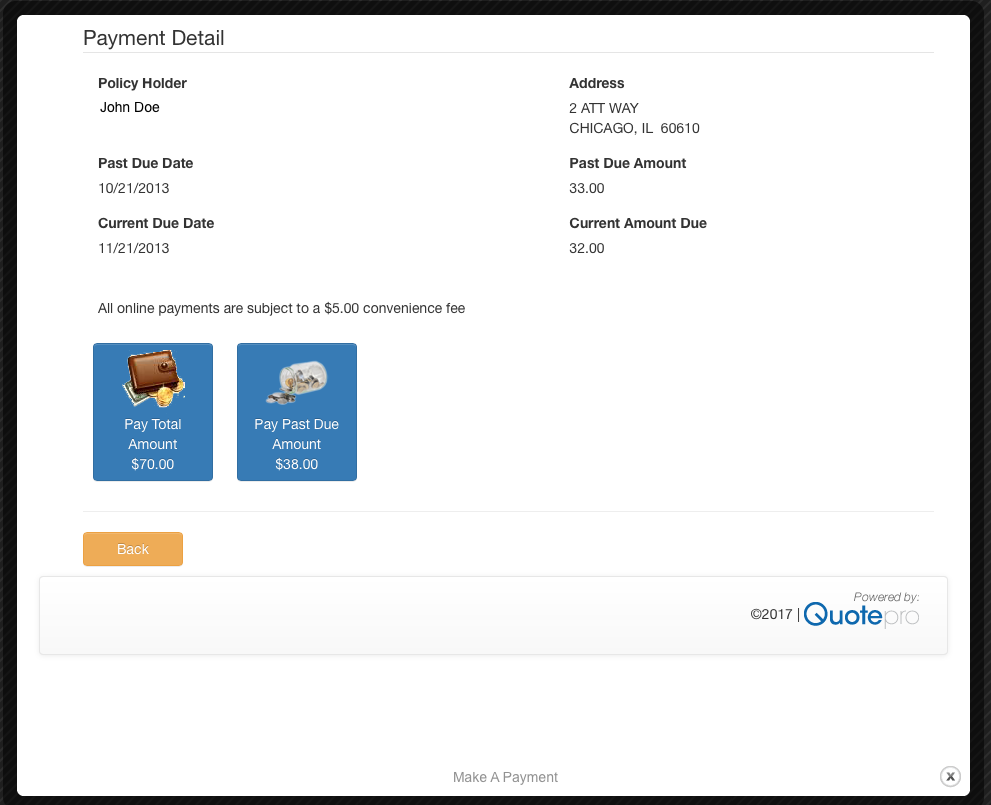 Payment Detail
Policy Holder
John Doe
Address
2 ATT WAY
CHICAGO, IL  60610
Past Due Date
10/21/2013
Past Due Amount
33.00
Current Due Date
11/21/2013
Current Amount Due
32.00
All online payments are subject to a $5.00 convenience fee
Pay Total
Amount
$70.00
Pay Past Due
Amount
$38.00
Back
Powered by:
©2017 | Quotepro
Make A Payment
x